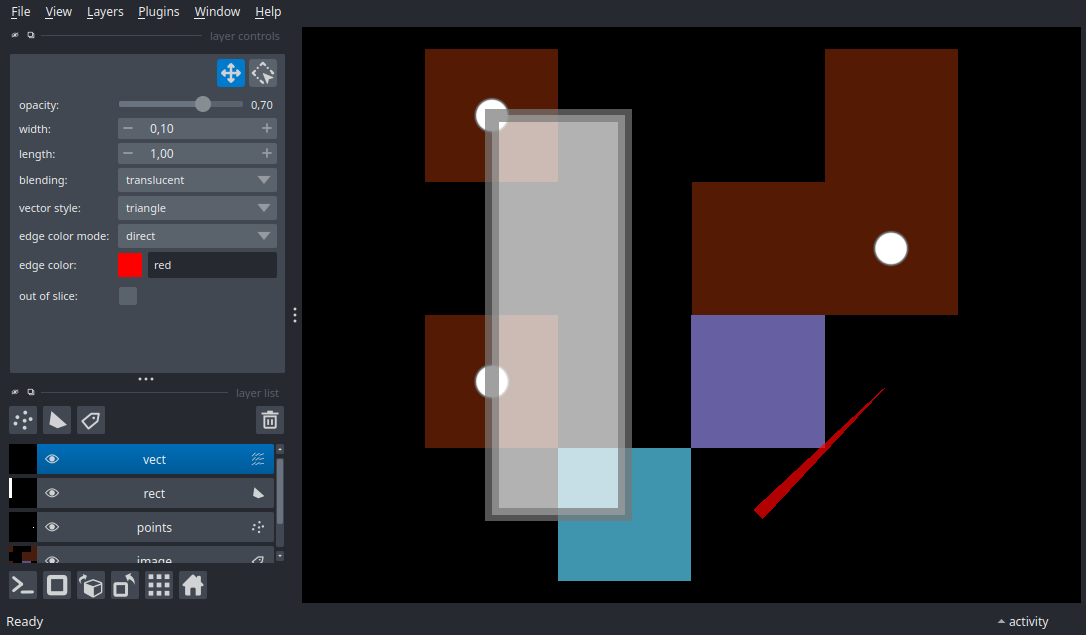 File View Layers Plugins Window Help
layer controls
opacity: 0,70
width: 0,10
length: 1,00
blending: translucent
vector style: triangle
edge color mode: direct
edge color: red
out of slice:
layer list
vect
rect
points
image
Ready activity